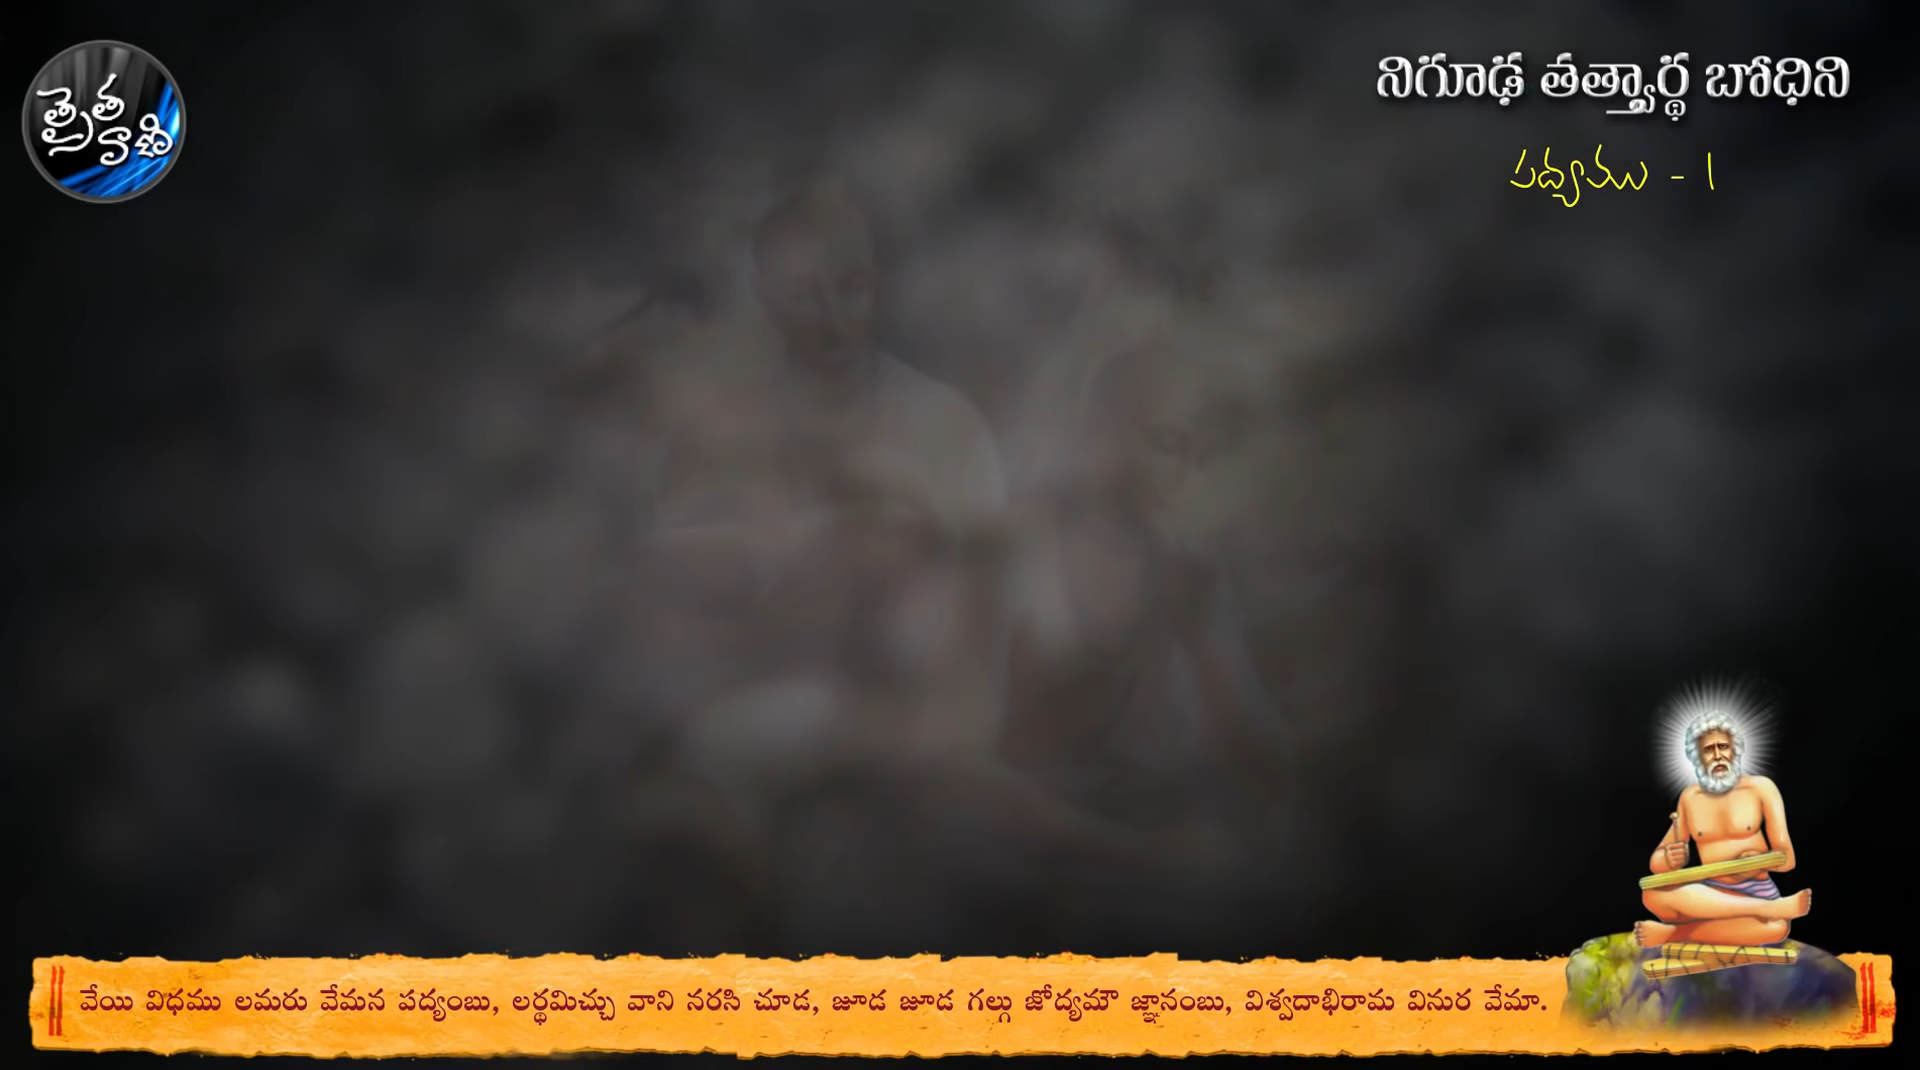 త్రైత
వాణి
నిగూఢ తత్త్వార్థ బోధిని
పద్యము - 1
|| వేయి విధము లమరు వేమన పద్యంబు, లర్థమిచ్చు వాని నరసి చూడ, జూడ జూడ గల్గు జోద్యమౌ జ్ఞానంబు, విశ్వదాభిరామ వినుర వేమా. ||